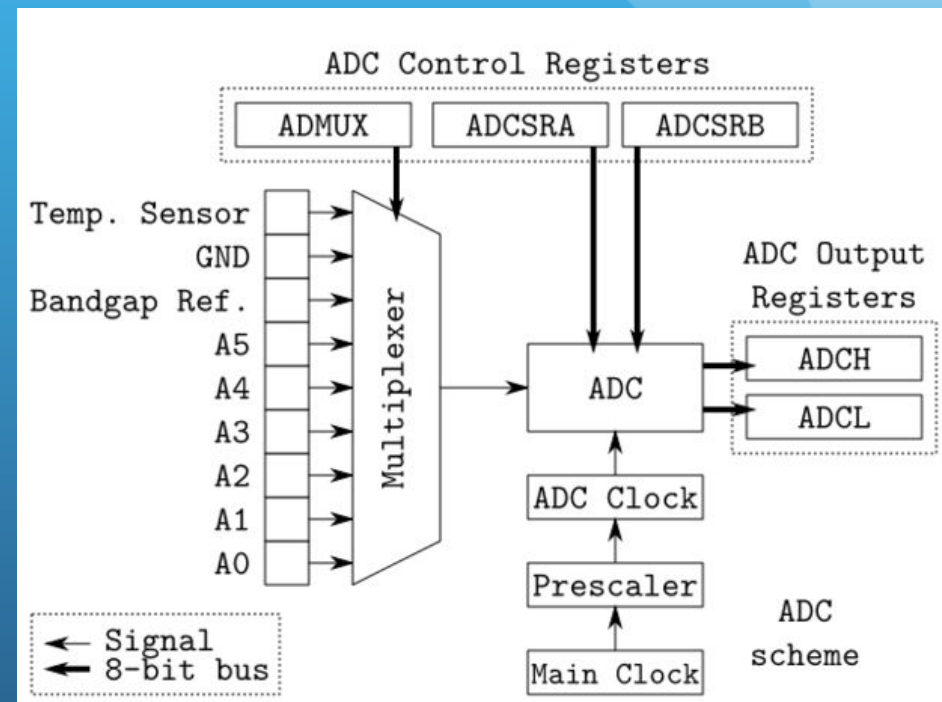 ADC Control Registers
ADMUX
ADCSRA
ADCSRB
Temp. Sensor
GND
Bandgap Ref.
A5
A4
A3
A2
A1
A0
Multiplexer
ADC
ADC Output
Registers
ADCH
ADCL
ADC Clock
Prescaler
Main Clock
Signal
8-bit bus
ADC
scheme